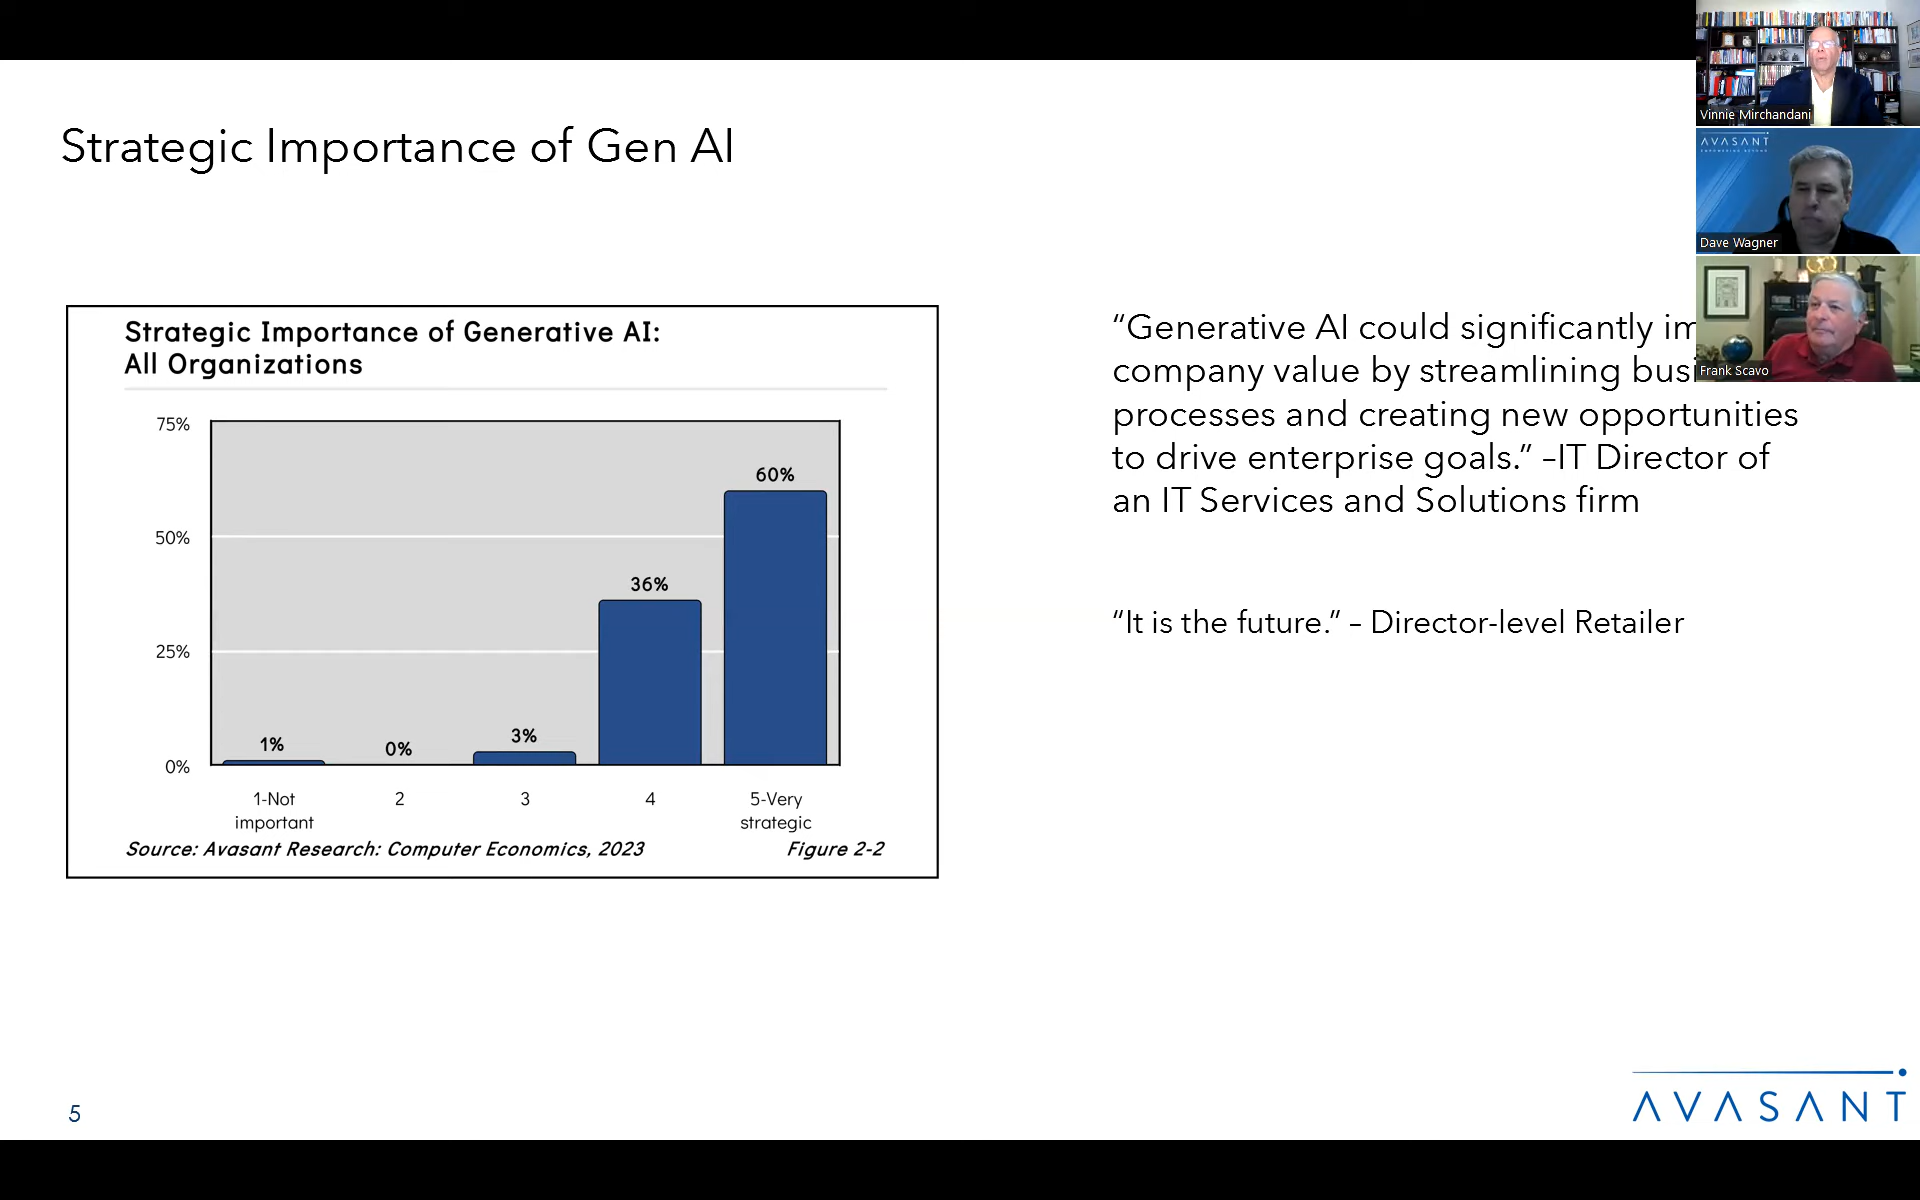 Strategic Importance of Gen AI
Strategic Importance of Generative AI:
All Organizations
75%
50%
25%
0%
1%
0%
3%
36%
60%
1-Not important
2
3
4
5-Very strategic
Source: Avasant Research: Computer Economics, 2023
Figure 2-2
“Generative AI could significantly
company value by streamlining
processes and creating new opportunities
to drive enterprise goals.” –IT Director of
an IT Services and Solutions firm
“It is the future.” – Director-level Retailer
Vinnie Mirchandani
AVASANT
Dave Wagner
Frank Scavo
5
AVASANT